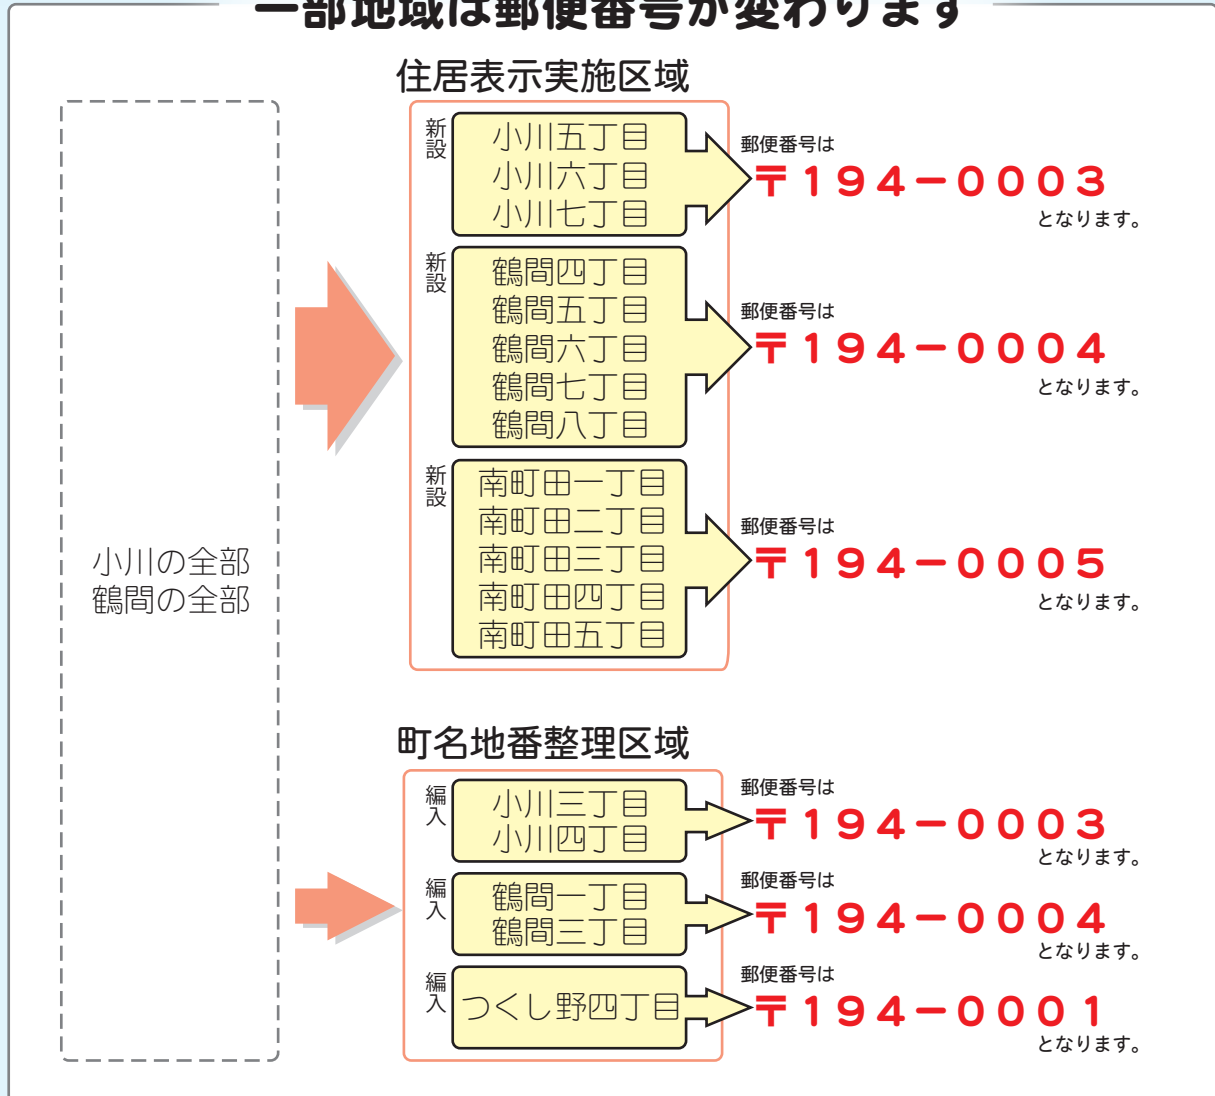 一部地域は郵便番号が変わります
住居表示実施区域
小川の全部
鶴間の全部
新設
小川五丁目
小川六丁目
小川七丁目
郵便番号は
〒194-0003
となります。
新設
鶴間四丁目
鶴間五丁目
鶴間六丁目
鶴間七丁目
鶴間八丁目
郵便番号は
〒194-0004
となります。
新設
南町田一丁目
南町田二丁目
南町田三丁目
南町田四丁目
南町田五丁目
郵便番号は
〒194-0005
となります。
町名地番整理区域
編入
小川三丁目
小川四丁目
郵便番号は
〒194-0003
となります。
編入
鶴間一丁目
鶴間三丁目
郵便番号は
〒194-0004
となります。
編入
つくし野四丁目
郵便番号は
〒194-0001
となります。